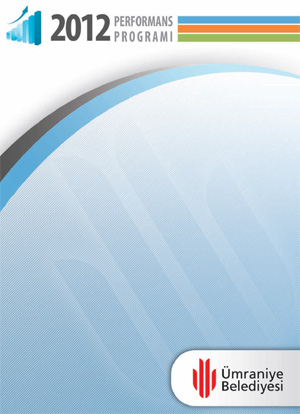 2012 PERFORMANS
PROGRAMI
Ümraniye
Belediyesi